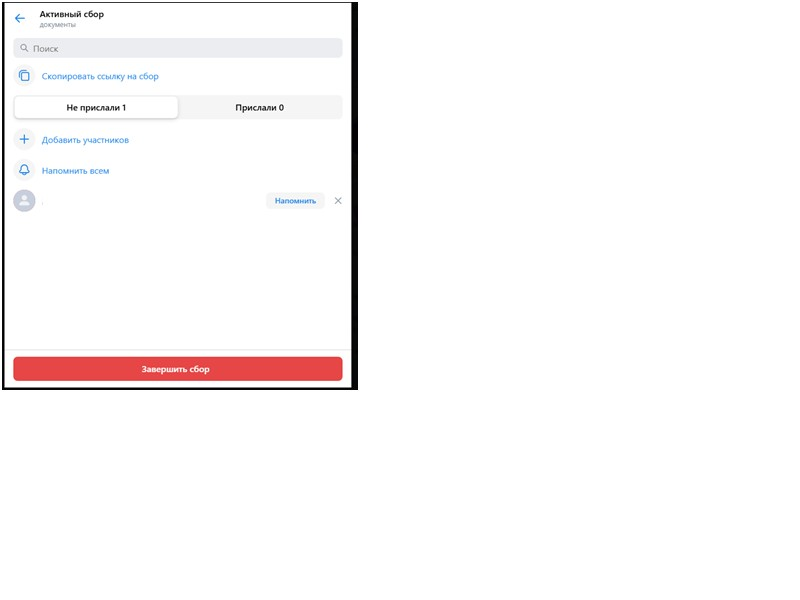 Активный сбор
документы
Поиск
Скопировать ссылку на сбор
Не прислали 1
Прислали 0
Добавить участников
Напомнить всем
Напомнить
Завершить сбор